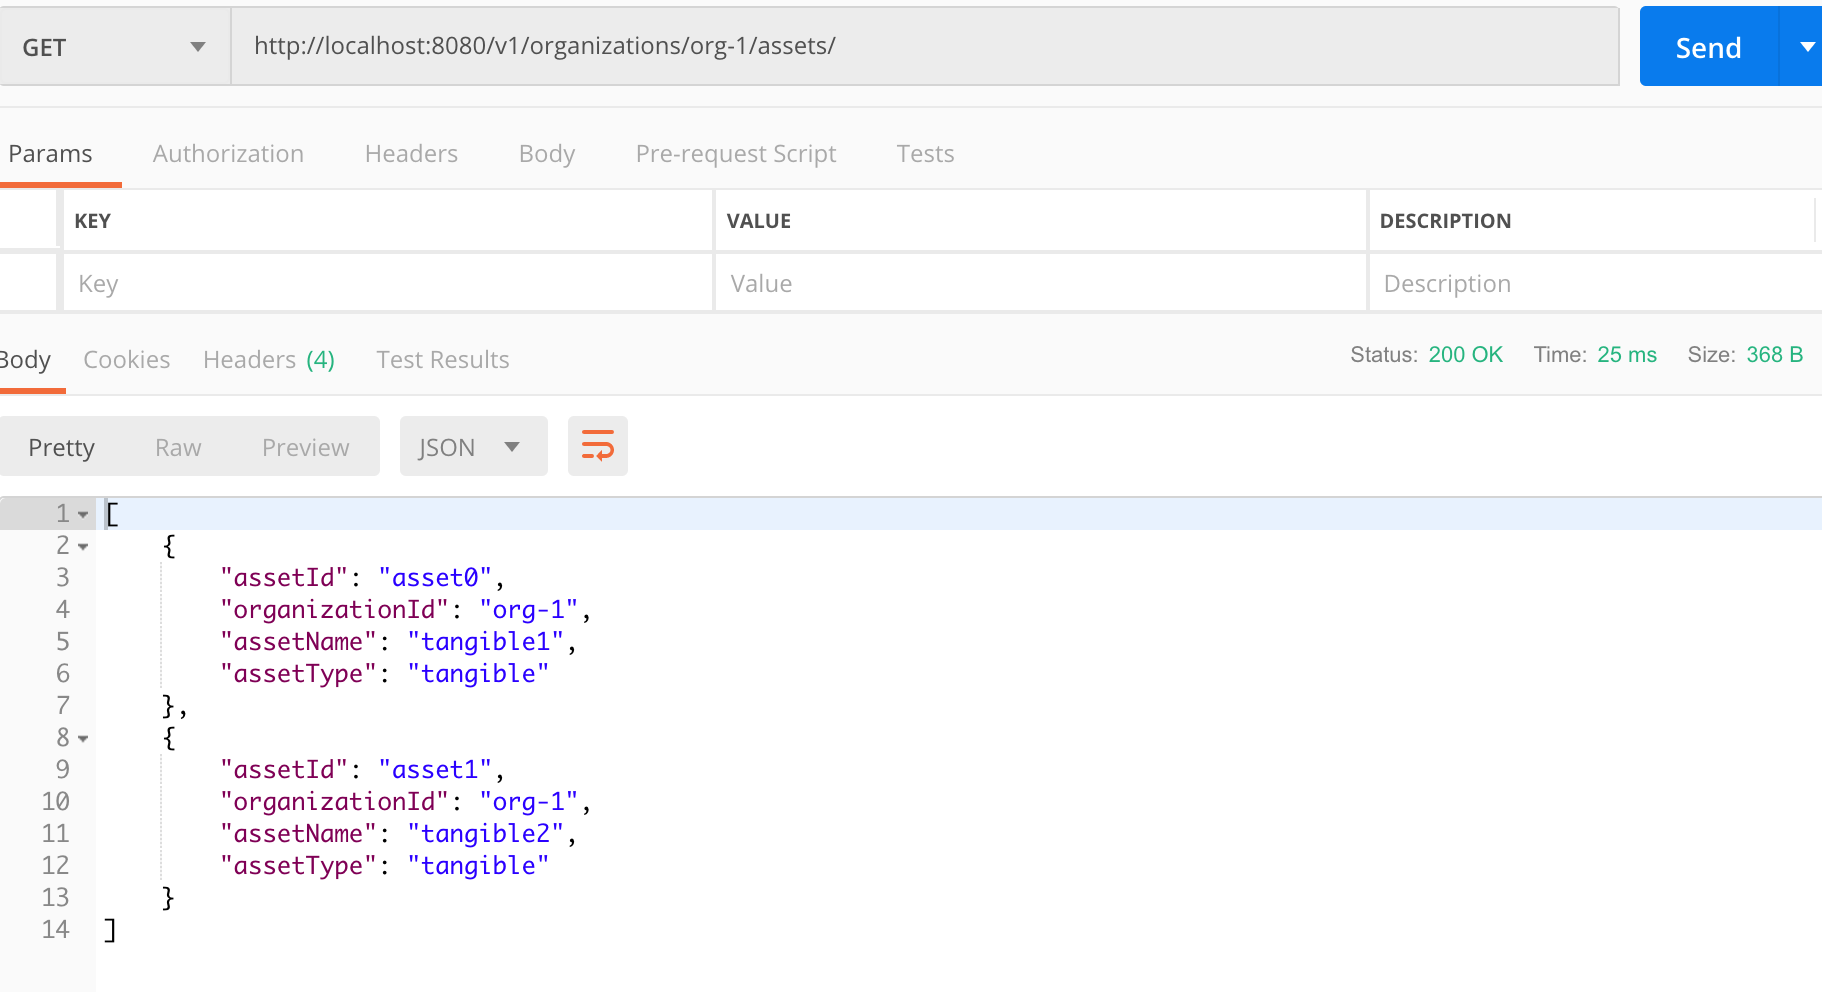 GET http://localhost:8080/v1/organizations/org-1/assets/ Send
Params Authorization Headers Body Pre-request Script Tests
KEY VALUE DESCRIPTION
Key Value Description
Body Cookies Headers (4) Test Results Status: 200 OK Time: 25 ms Size: 368 B
Pretty Raw Preview JSON
1 [
2 {
3 "assetId": "asset0",
4 "organizationId": "org-1",
5 "assetName": "tangible1",
6 "assetType": "tangible"
7 },
8 {
9 "assetId": "asset1",
10 "organizationId": "org-1",
11 "assetName": "tangible2",
12 "assetType": "tangible"
13 }
14 ]